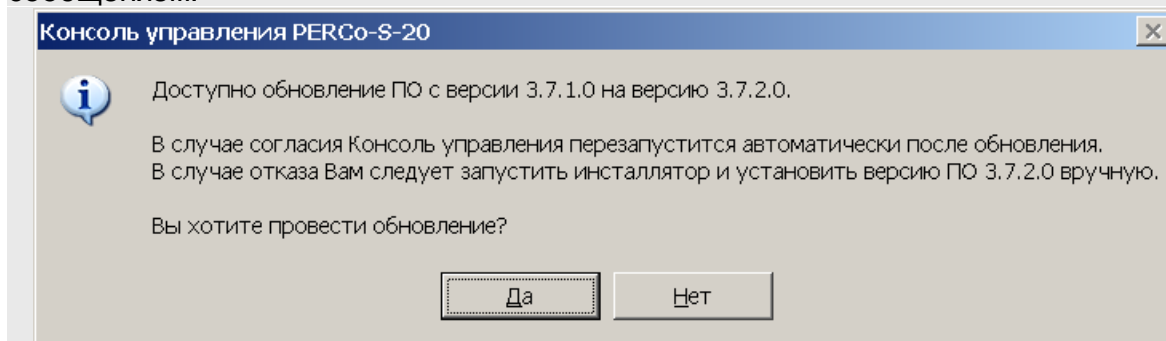 Консоль управления PERCo-S-20
Доступно обновление ПО с версии 3.7.1.0 на версию 3.7.2.0.
В случае согласия Консоль управления перезапустится автоматически после обновления.
В случае отказа Вам следует запустить инсталлятор и установить версию ПО 3.7.2.0 вручную.
Вы хотите провести обновление?
Да
Нет